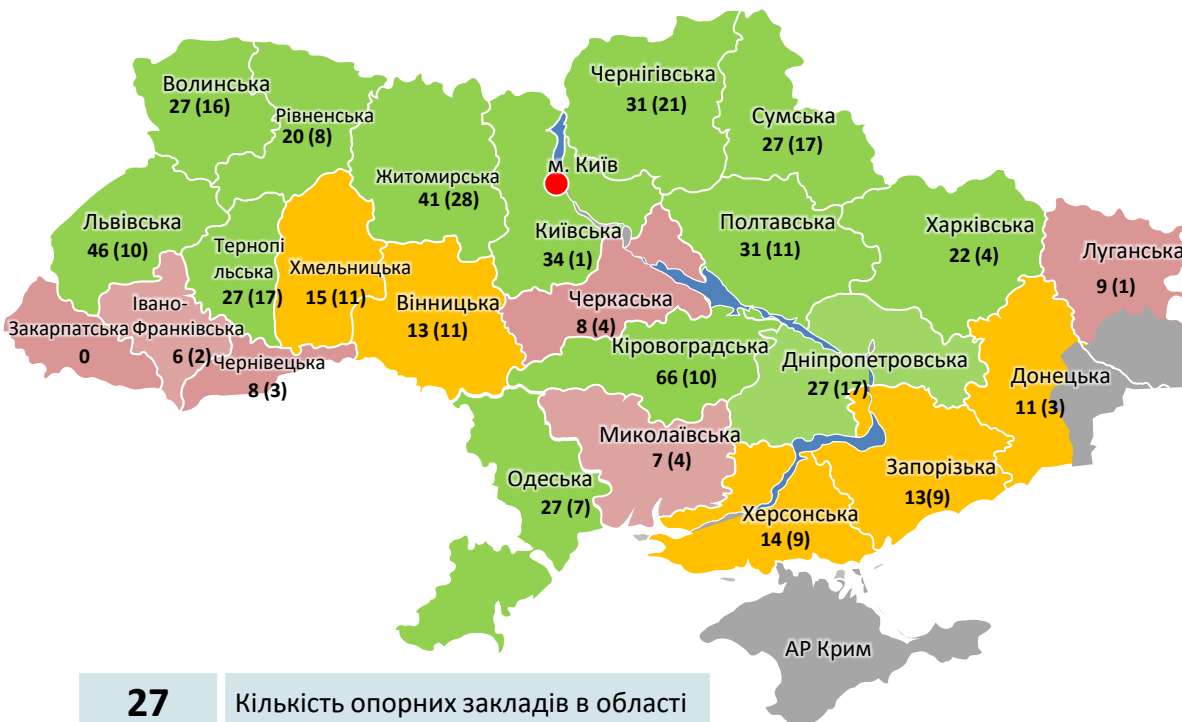 Волинська
27 (16)
Рівненська
20 (8)
Житомирська
41 (28)
Чернігівська
31 (21)
Сумська
27 (17)
м. Київ
Київська
34 (1)
Львівська
46 (10)
Тернопі
льська
27 (17)
Хмельницька
15 (11)
Вінницька
13 (11)
Полтавська
31 (11)
Харківська
22 (4)
Луганська
9 (1)
Закарпатська
0
Івано-
Франківська
6 (2)
Чернівецька
8 (3)
Черкаська
8 (4)
Кіровоградська
66 (10)
Дніпропетровська
27 (17)
Донецька
11 (3)
Одеська
27 (7)
Миколаївська
7 (4)
Херсонська
14 (9)
Запорізька
13(9)
АР Крим
27 Кількість опорних закладів в області